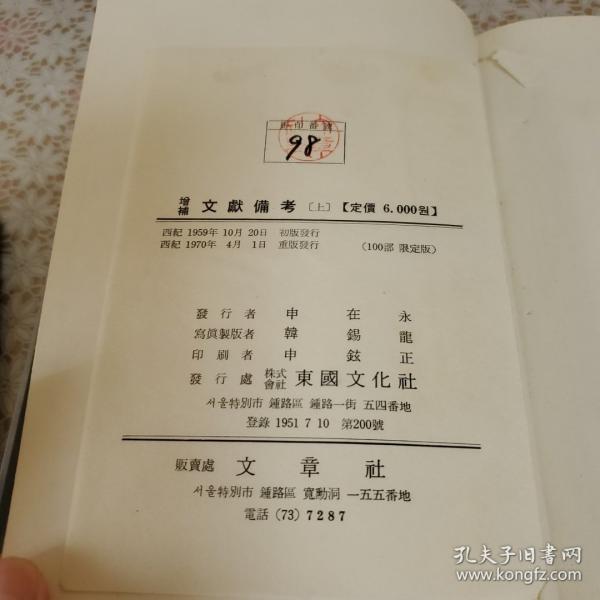 影印番號
98
增補 文獻備考 〔上〕【定價 6.000원】
西紀 1959年 10月 20日 初版發行
西紀 1970年 4月 1日 重版發行 (100部 限定版)
發行者 申在永
寫眞製版者 韓錫龍
印刷者 申鉉正
發行處 株式會社 東國文化社
서울特別市 鍾路區 鍾路一街 五四番地
登錄 1951 7 10 第200號
販賣處 文章社
서울特別市 鍾路區 寬勳洞 一五五番地
電話 (73) 7287
孔夫子旧书网
www.kongfz.com